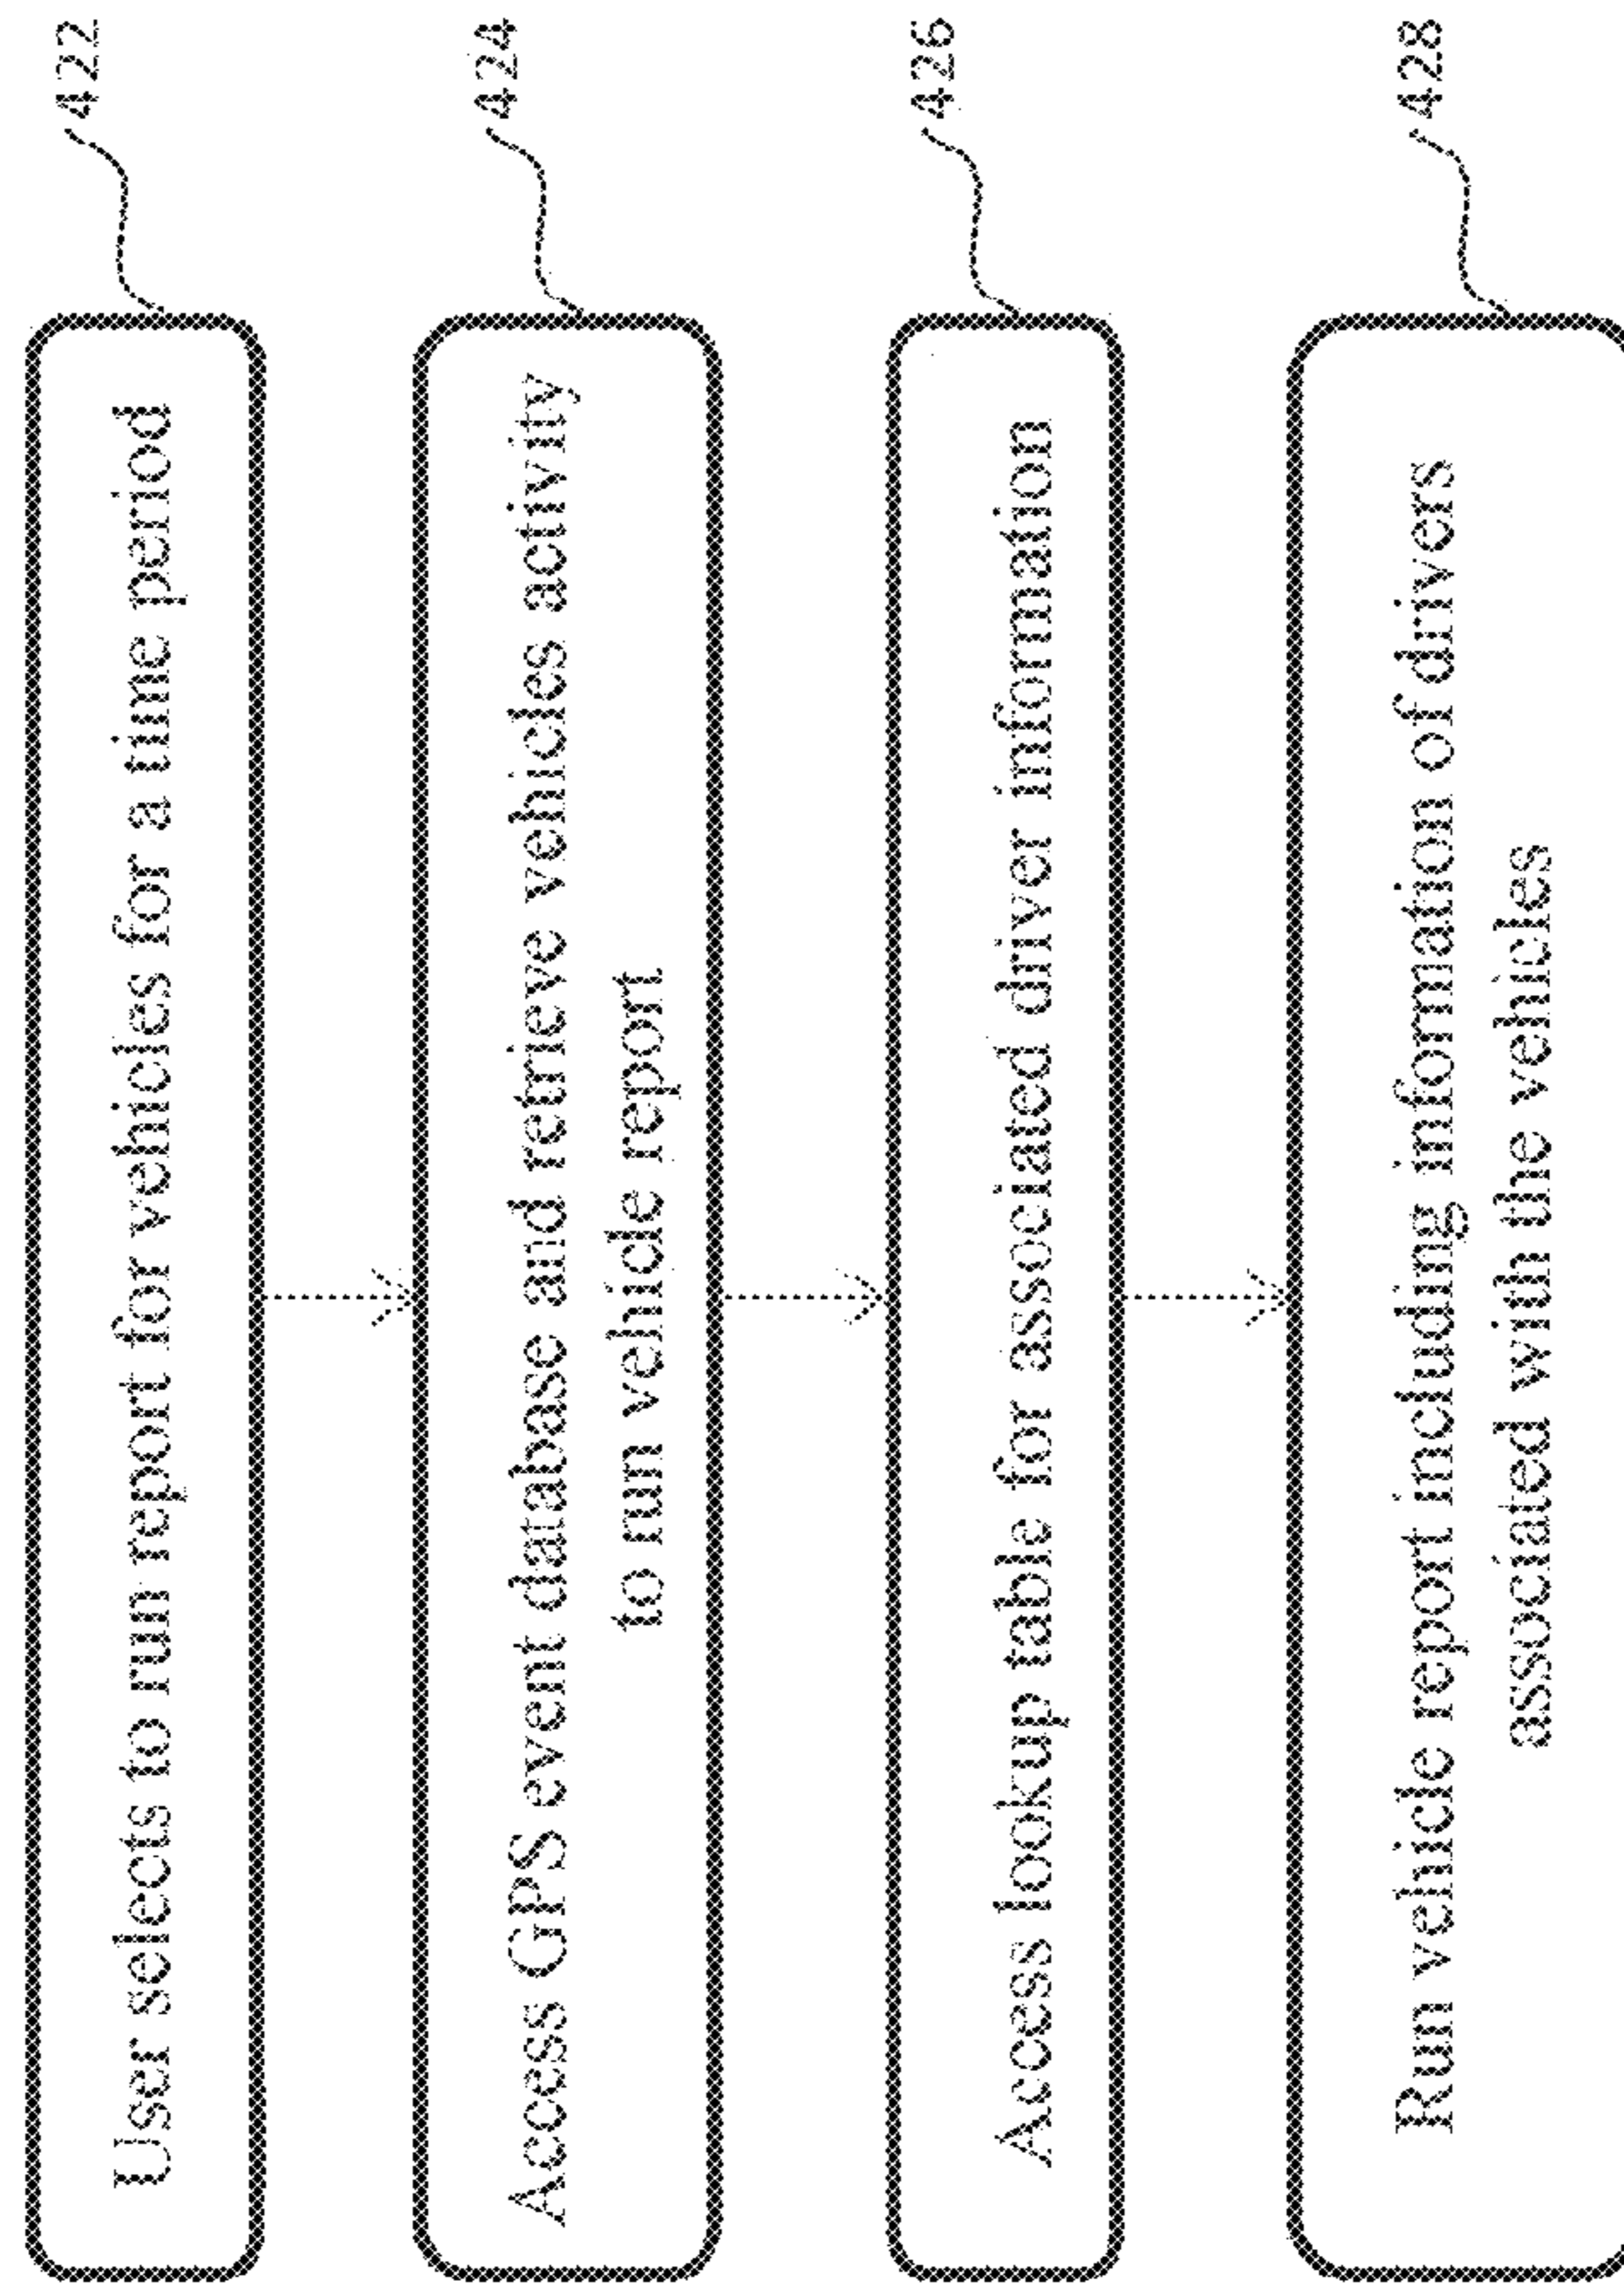 User selects to run report for vehicles for a time period
422
Access GPS event database and retrieve vehicles activity
to run vehicle report
424
Access lookup table for associated driver information
426
Run vehicle report including information of drivers
associated with the vehicles
428